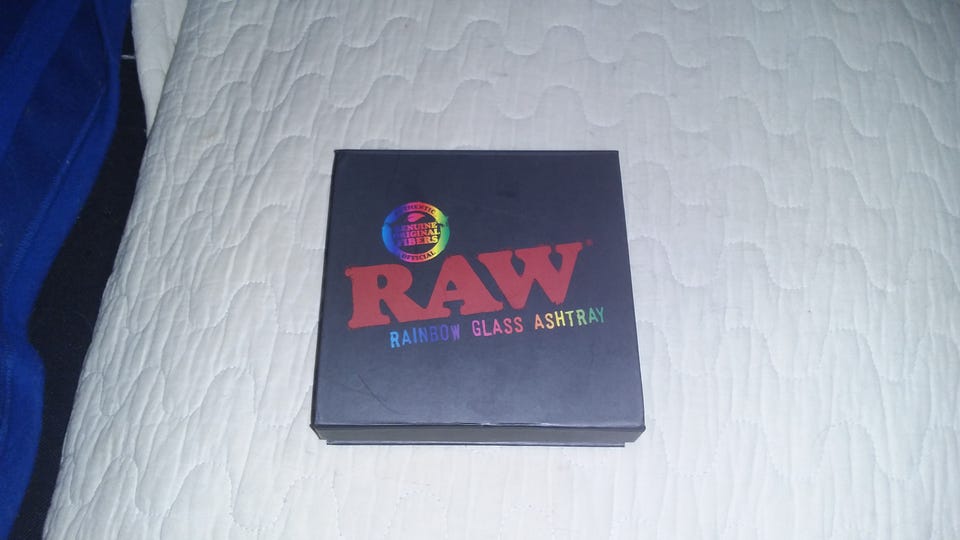 AUTHENTIC
GENUINE
ORIGINAL
FIBERS
OFFICIAL
RAW®
RAINBOW GLASS ASHTRAY